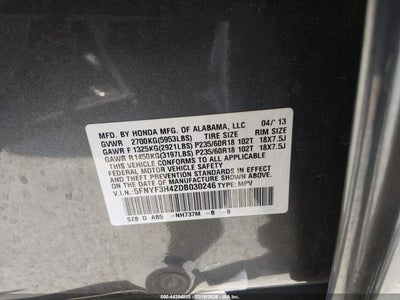 MFD. BY HONDA MFG. OF ALABAMA, LLC 04/'13
GVWR 2700KG(5953LBS) TIRE SIZE RIM SIZE
GAWR F 1325KG(2921LBS) P235/60R18 102T 18X7.5J
GAWR R1450KG(3197LBS) P235/60R18 102T 18X7.5J
THIS VEHICLE CONFORMS TO ALL APPLICABLE
FEDERAL MOTOR VEHICLE SAFETY AND THEFT
PREVENTION STANDARDS IN EFFECT ON THE DATE OF
MANUFACTURE SHOWN ABOVE.
V.I.N.:5FNYF3H42DB030246 TYPE: MPV
SZB D AB5 -NH737M -B -B